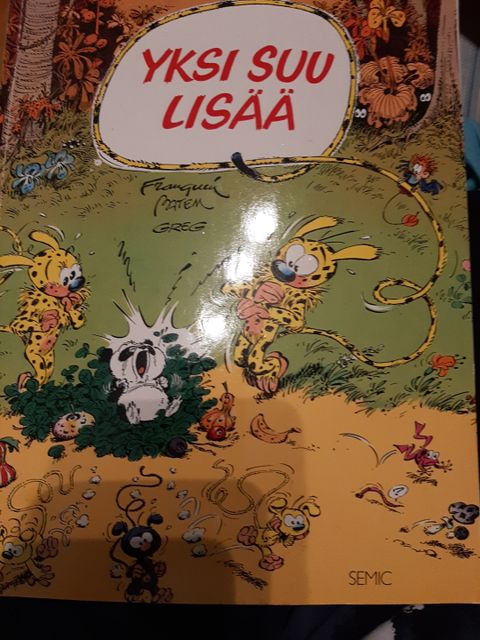 YKSI SUU
LISÄÄ
Franquin
BATEM
GREG
SEMIC